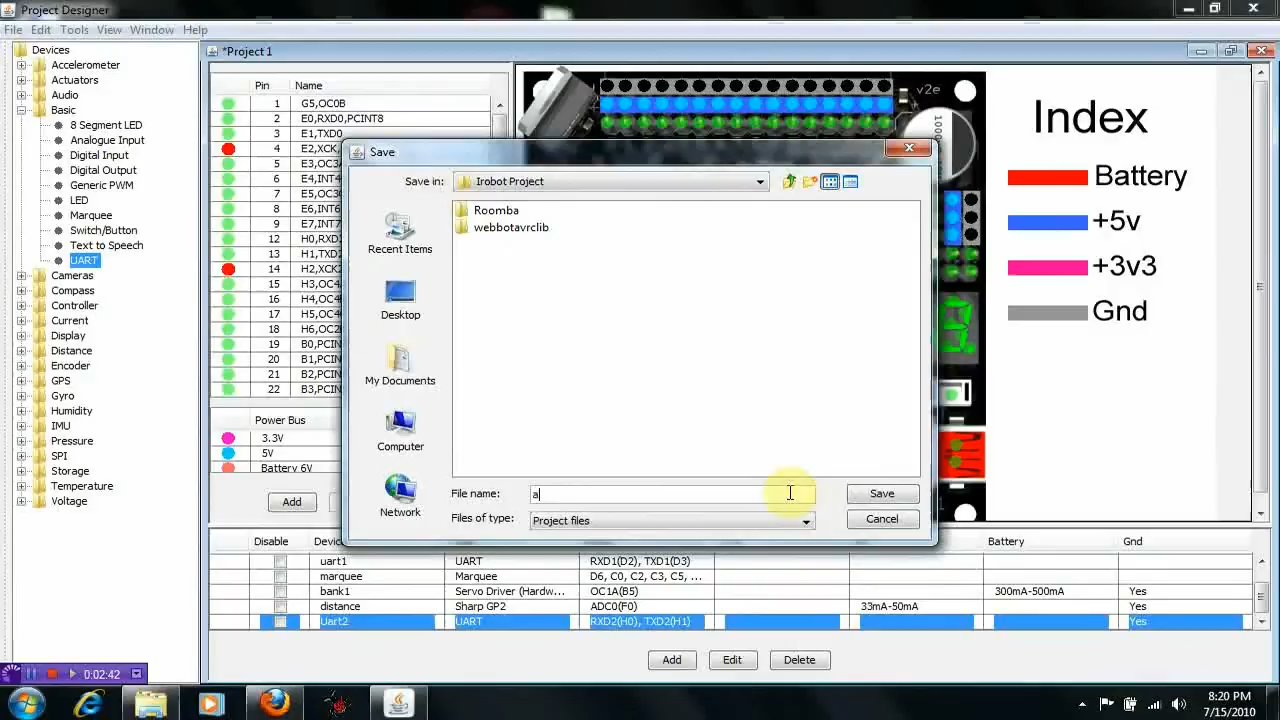 Project Designer
File Edit Tools View Window Help
Devices
Accelerometer
Actuators
Audio
Basic
8 Segment LED
Analogue Input
Digital Input
Digital Output
Generic PWM
LED
Marquee
Switch/Button
Text to Speech
UART
Cameras
Compass
Controller
Current
Display
Distance
Encoder
GPS
Gyro
Humidity
IMU
Pressure
SPI
Storage
Temperature
Voltage
*Project 1
Pin Name
1 G5,OC0B
2 E0,RXD0,PCINT8
3 E1,TXD0
4 E2,XCK
5 E3,OC3
6 E4,INT4
7 E5,OC3
8 E6,INT6
9 E7,INT7
12 H0,RXD
13 H1,TXD2
14 H2,XCK2
15 H3,OC4
16 H4,OC4
17 H5,OC4
18 H6,OC2
19 B0,PCIN
20 B1,PCIN
21 B2,PCIN
22 B3,PCIN
Power Bus
3.3V
5V
Battery 6V
Add
Save
Save in: Irobot Project
Roomba
webbotavrclib
Recent Items
Desktop
My Documents
Computer
Network
File name: a Save
Files of type: Project files Cancel
v2e
Index
Battery
+5v
+3v3
Gnd
Disable Battery Gnd
uart1 UART RXD1(D2), TXD1(D3)
marquee Marquee D6, C0, C2, C3, C5, ...
bank1 Servo Driver (Hardw... OC1A(B5) 300mA-500mA Yes
distance Sharp GP2 ADC0(F0) 33mA-50mA Yes
Uart2 UART RXD2(H0), TXD2(H1) Yes
Add Edit Delete
0:02:42
8:20 PM
7/15/2010